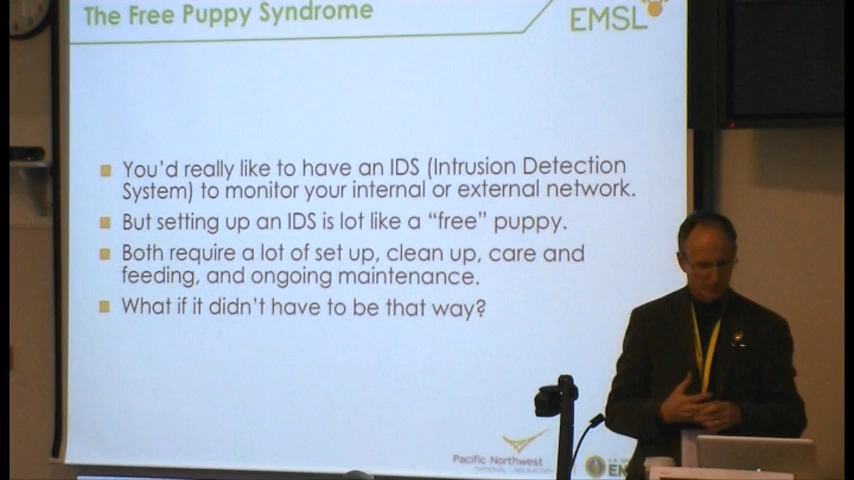 The Free Puppy Syndrome
EMSL
You'd really like to have an IDS (Intrusion Detection
System) to monitor your internal or external network.
But setting up an IDS is lot like a “free” puppy.
Both require a lot of set up, clean up, care and
feeding, and ongoing maintenance.
What if it didn't have to be that way?
Pacific Northwest
NATIONAL LABORATORY